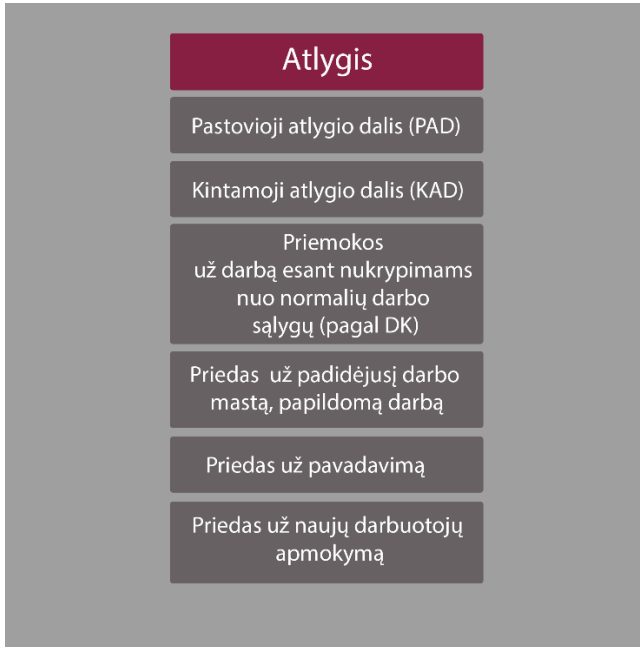 Atlygis
Pastovioji atlygio dalis (PAD)
Kintamoji atlygio dalis (KAD)
Priemokos
už darbą esant nukrypimams
nuo normalių darbo
sąlygų (pagal DK)
Priedas už padidėjusį darbo
mastą, papildomą darbą
Priedas už pavadavimą
Priedas už naujų darbuotojų
apmokymą